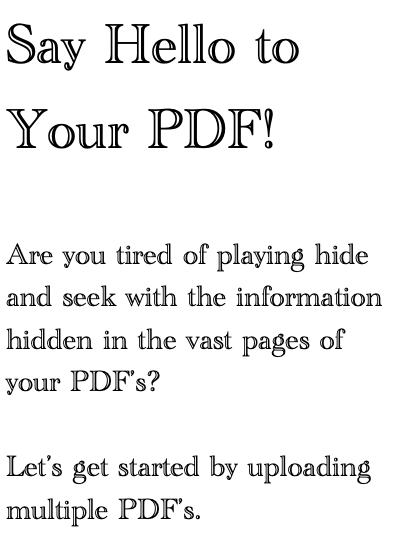 Say Hello to
Your PDF!
Are you tired of playing hide
and seek with the information
hidden in the vast pages of
your PDF's?
Let's get started by uploading
multiple PDF's.